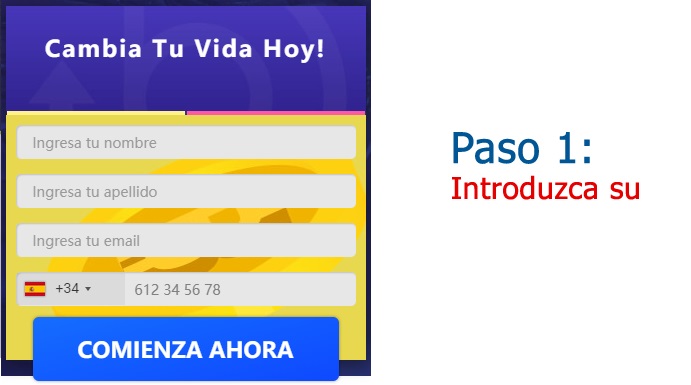 Cambia Tu Vida Hoy!
Ingresa tu nombre
Ingresa tu apellido
Ingresa tu email
+34 612 34 56 78
COMIENZA AHORA
Paso 1:
Introduzca su